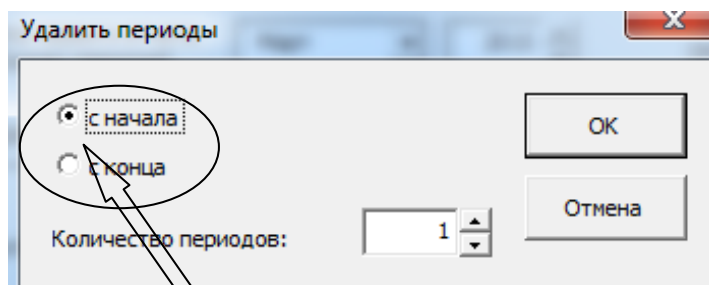 Удалить периоды
с начала
OK
с конца
Отмена
Количество периодов:
1